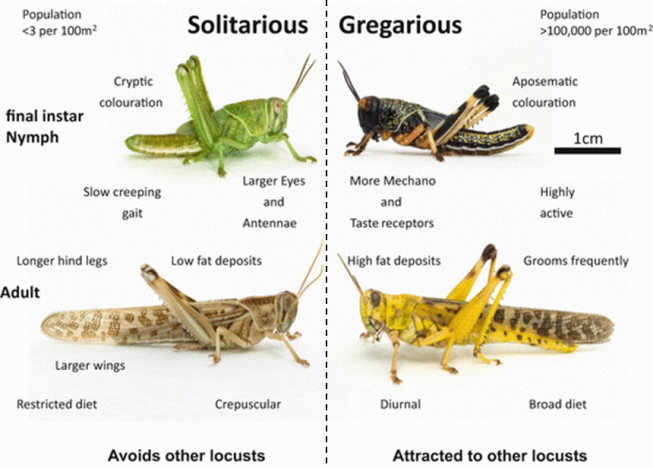 Population
<3 per 100m²
Solitarious
Gregarious
Population
>100,000 per 100m²
Cryptic
colouration
Aposematic
colouration
final instar
Nymph
1cm
Slow creeping
gait
Larger Eyes
and
Antennae
More Mechano
and
Taste receptors
Highly
active
Longer hind legs
Low fat deposits
High fat deposits
Grooms frequently
Adult
Larger wings
Restricted diet
Crepuscular
Diurnal
Broad diet
Avoids other locusts
Attracted to other locusts